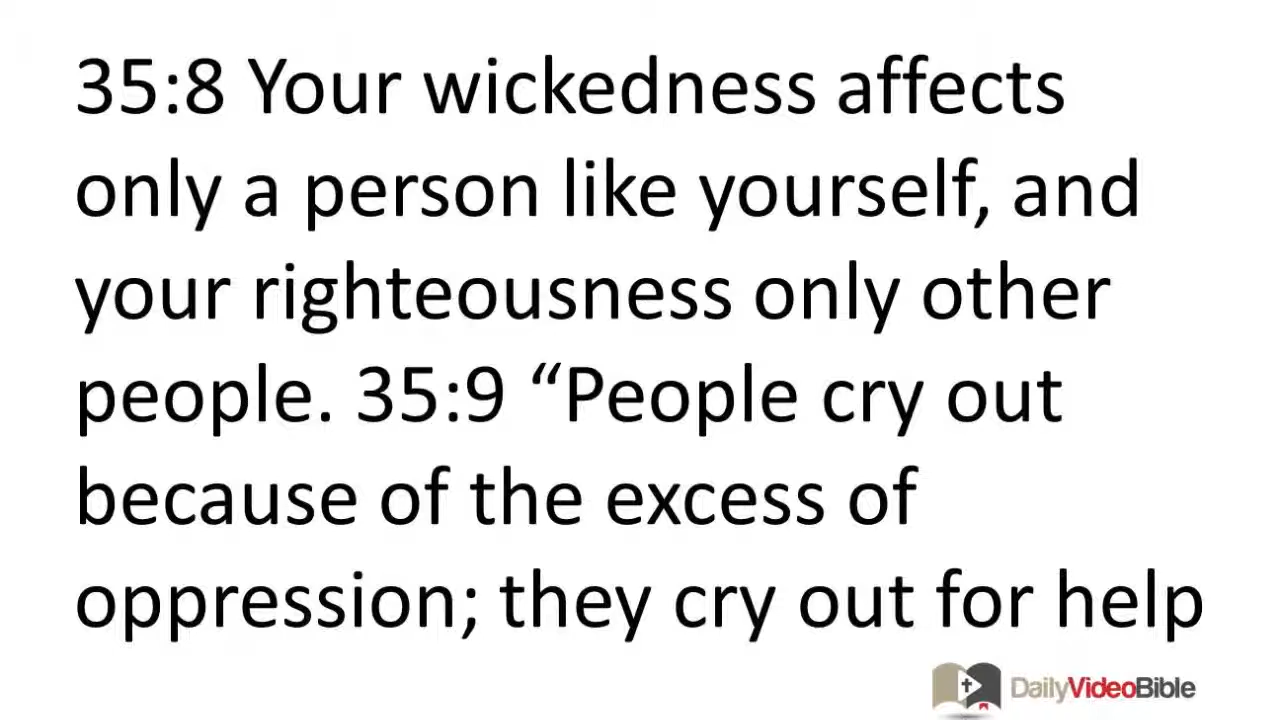 35:8 Your wickedness affects
only a person like yourself, and
your righteousness only other
people. 35:9 “People cry out
because of the excess of
oppression; they cry out for help
DailyVideoBible